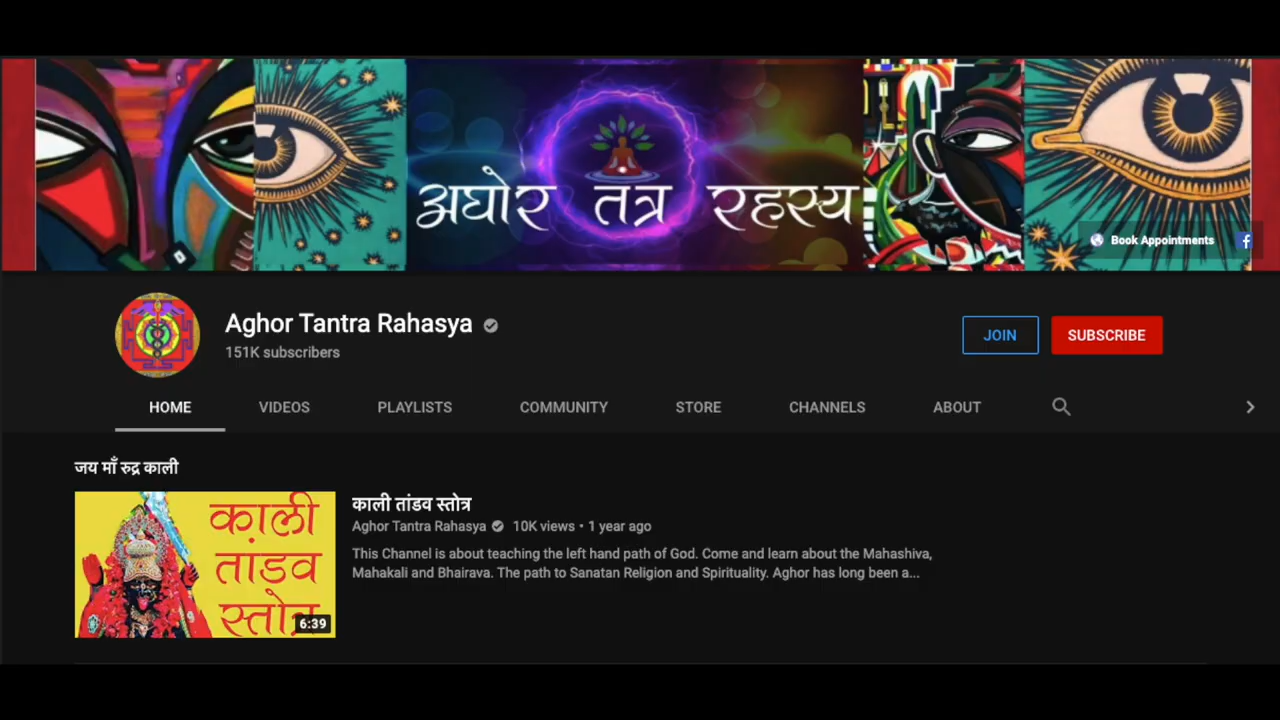 अघोर तत्र रहस्य
Book Appointments
Aghor Tantra Rahasya
151K subscribers
JOIN
SUBSCRIBE
HOME VIDEOS PLAYLISTS COMMUNITY STORE CHANNELS ABOUT
जय माँ रुद्र काली
काली
तांडव
स्तोत्र
6:39
काली तांडव स्तोत्र
Aghor Tantra Rahasya 10K views • 1 year ago
This Channel is about teaching the left hand path of God. Come and learn about the Mahashiva,
Mahakali and Bhairava. The path to Sanatan Religion and Spirituality. Aghor has long been a...